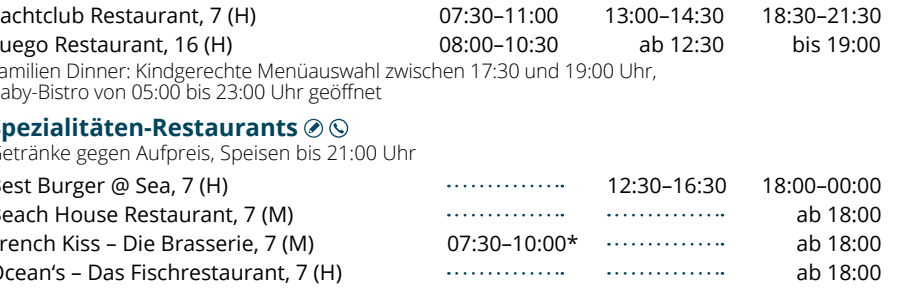 achtclub Restaurant, 7 (H) 07:30–11:00 13:00–14:30 18:30–21:30
uego Restaurant, 16 (H) 08:00–10:30 ab 12:30 bis 19:00
amilien Dinner: Kindgerechte Menüauswahl zwischen 17:30 und 19:00 Uhr,
aby-Bistro von 05:00 bis 23:00 Uhr geöffnet
pezialitäten-Restaurants
Getränke gegen Aufpreis, Speisen bis 21:00 Uhr
Best Burger @ Sea, 7 (H) .............. 12:30–16:30 18:00–00:00
Beach House Restaurant, 7 (M) .............. .............. ab 18:00
rench Kiss – Die Brasserie, 7 (M) 07:30–10:00* .............. ab 18:00
Ocean‘s – Das Fischrestaurant, 7 (H) .............. .............. ab 18:00